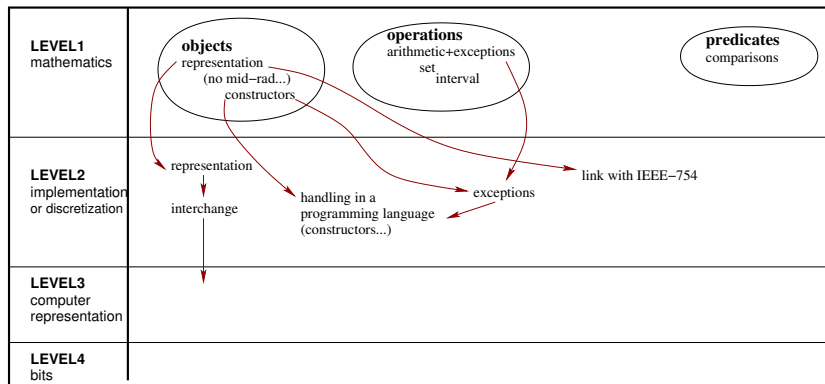 LEVEL1
mathematics
objects
representation
(no mid−rad...)
constructors
operations
arithmetic+exceptions
set
interval
predicates
comparisons
LEVEL2
implementation
or discretization
representation
interchange
handling in a
programming language
(constructors...)
exceptions
link with IEEE−754
LEVEL3
computer
representation
LEVEL4
bits